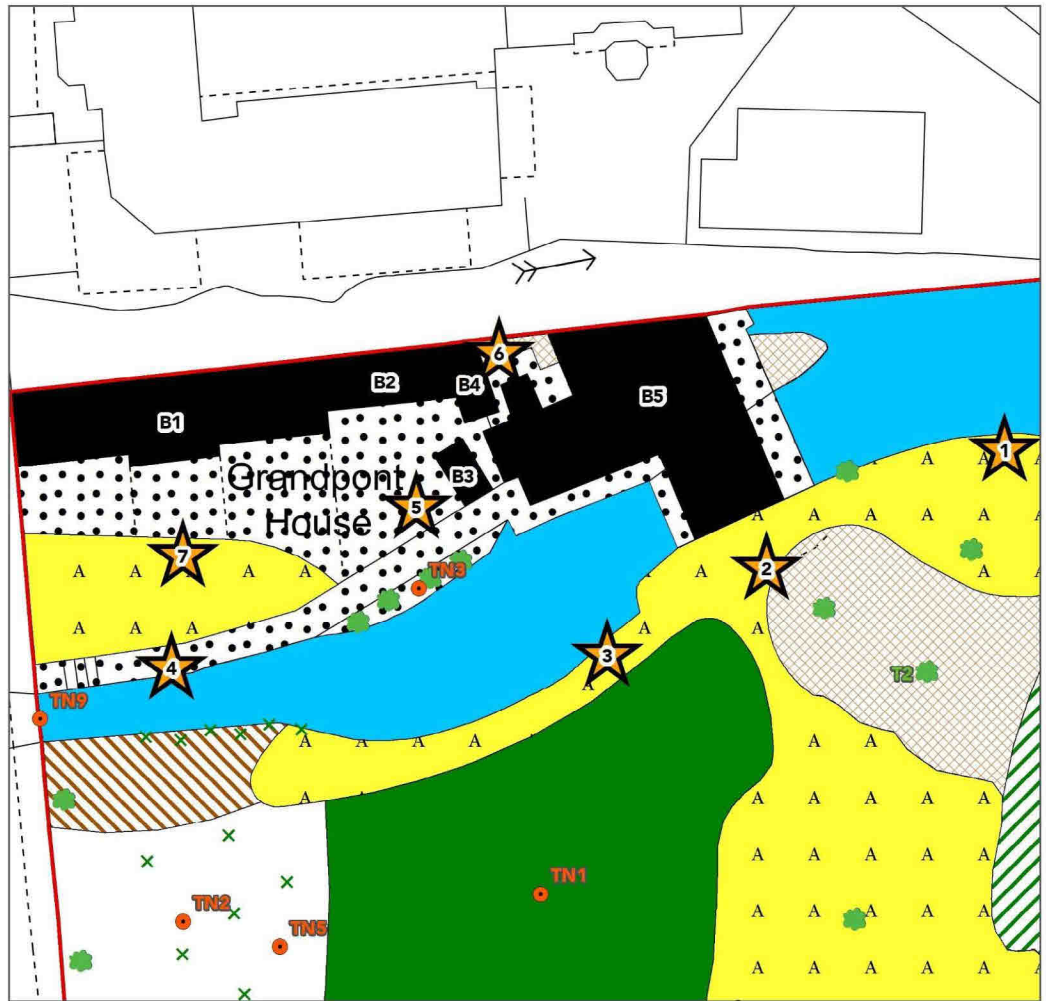 6
B2
B4
B5
B1
1
Grandpont
B3
5
House
7
2
TN3
3
4
T2
TN9
TN1
TN2
TN5
A A A
A A A A
A A A A A A
A A
A A A A A
A
A A A A A A
A A A A A A
A A A A A
A A A A
A A A A A